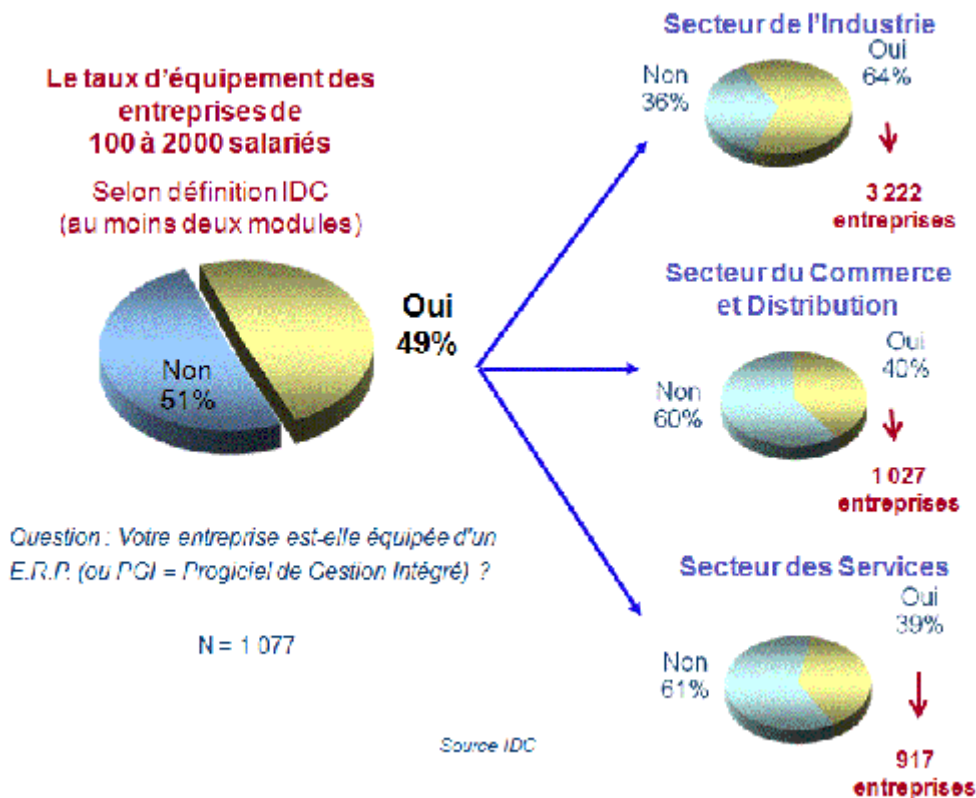 Le taux d'équipement des
entreprises de
100 à 2000 salariés
Selon définition IDC
(au moins deux modules)
Non
51%
Oui
49%
Question : Votre entreprise est-elle équipée d'un
E.R.P. (ou PGI = Progiciel de Gestion Intégré) ?
N = 1 077
Source IDC
Secteur de l'Industrie
Non
36%
Oui
64%
3 222
entreprises
Secteur du Commerce
et Distribution
Non
60%
Oui
40%
1 027
entreprises
Secteur des Services
Non
61%
Oui
39%
917
entreprises